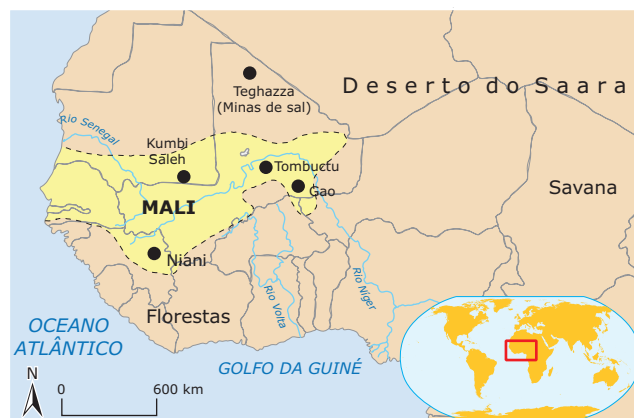 Teghazza
(Minas de sal)
Deserto do Saara
Rio Senegal
Kumbi
Saleh
Tombuctu
Gao
Savana
MALI
Niáni
Florestas
Rio Volta
Rio Níger
OCEANO
ATLÂNTICO
GOLFO DA GUINÉ
N
0 600 km